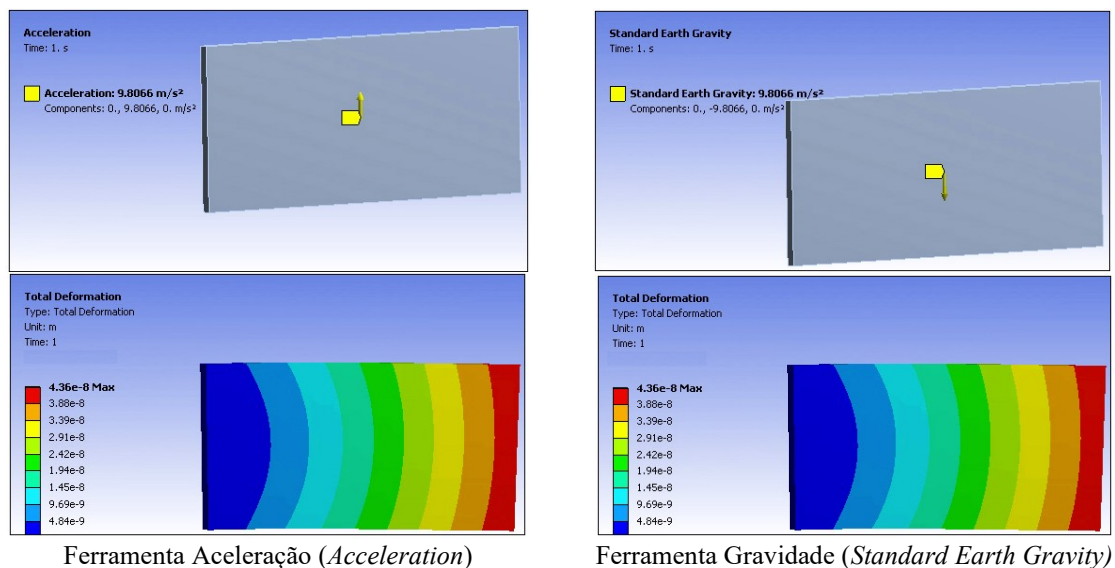 Acceleration
Time: 1. s
Acceleration: 9.8066 m/s²
Components: 0., 9.8066, 0. m/s²
Standard Earth Gravity
Time: 1. s
Standard Earth Gravity: 9.8066 m/s²
Components: 0., -9.8066, 0. m/s²
Total Deformation
Type: Total Deformation
Unit: m
Time: 1
4.36e-8 Max
3.88e-8
3.39e-8
2.91e-8
2.42e-8
1.94e-8
1.45e-8
9.69e-9
4.84e-9
Total Deformation
Type: Total Deformation
Unit: m
Time: 1
4.36e-8 Max
3.88e-8
3.39e-8
2.91e-8
2.42e-8
1.94e-8
1.45e-8
9.69e-9
4.84e-9
Ferramenta Aceleração (Acceleration)
Ferramenta Gravidade (Standard Earth Gravity)